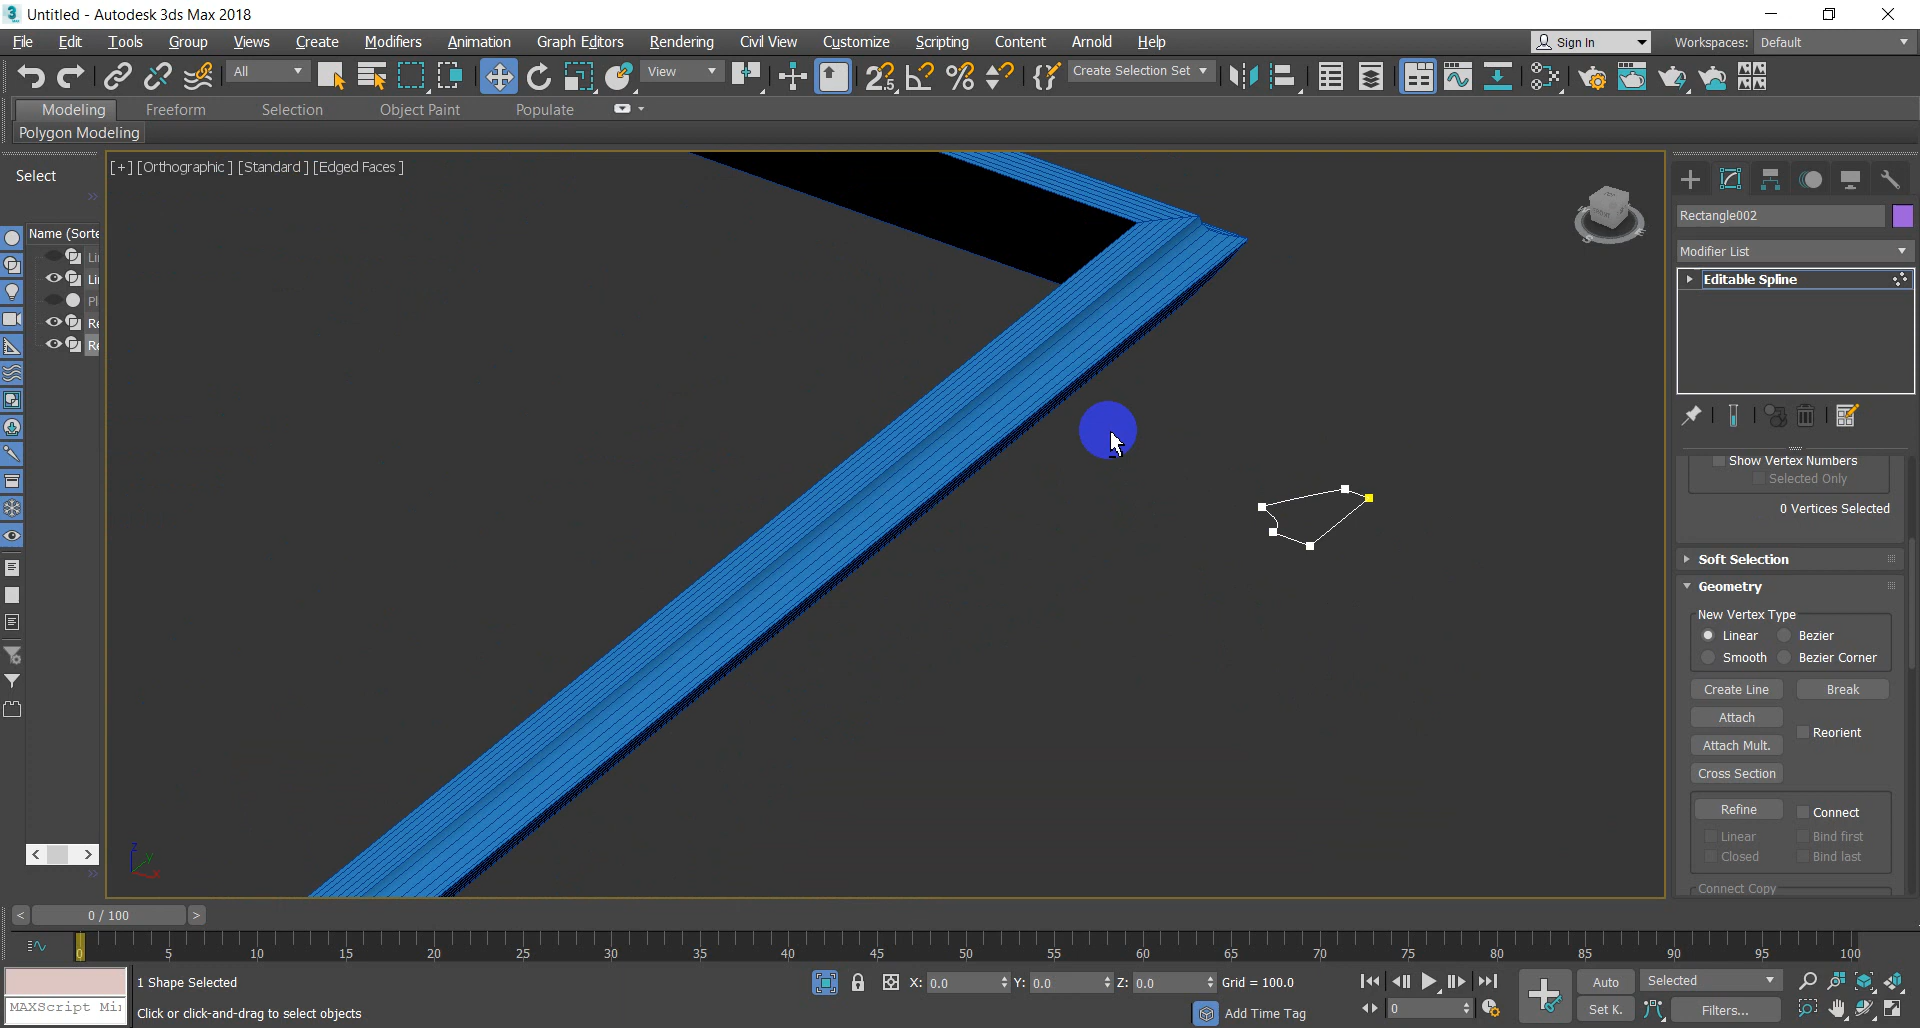 Untitled - Autodesk 3ds Max 2018
File Edit Tools Group Views Create Modifiers Animation Graph Editors Rendering Civil View Customize Scripting Content Arnold Help Sign In Workspaces: Default
All View Create Selection Set
Modeling Freeform Selection Object Paint Populate
Polygon Modeling
Select
[+] [Orthographic] [Standard] [Edged Faces]
Name (Sorte
Li
Lir
Pl
Re
Re
Rectangle002
Modifier List
Editable Spline
Show Vertex Numbers
Selected Only
0 Vertices Selected
Soft Selection
Geometry
New Vertex Type
Linear Bezier
Smooth Bezier Corner
Create Line Break
Attach
Reorient
Attach Mult.
Cross Section
Refine Connect
Linear Bind first
Closed Bind last
Connect Copy
< 0 / 100 >
0 5 10 15 20 25 30 35 40 45 50 55 60 65 70 75 80 85 90 95 100
1 Shape Selected X: 0.0 Y: 0.0 Z: 0.0 Grid = 100.0 Auto Selected
MAXScript Mi Click or click-and-drag to select objects Add Time Tag 0 Set K. Filters...